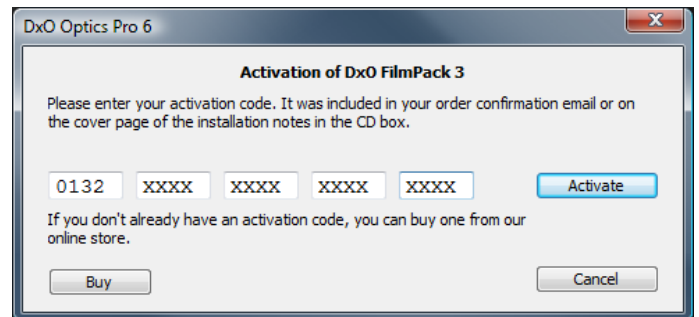 DxO Optics Pro 6
Activation of DxO FilmPack 3
Please enter your activation code. It was included in your order confirmation email or on
the cover page of the installation notes in the CD box.
0132 XXXX XXXX XXXX XXXX Activate
If you don't already have an activation code, you can buy one from our
online store.
Buy Cancel